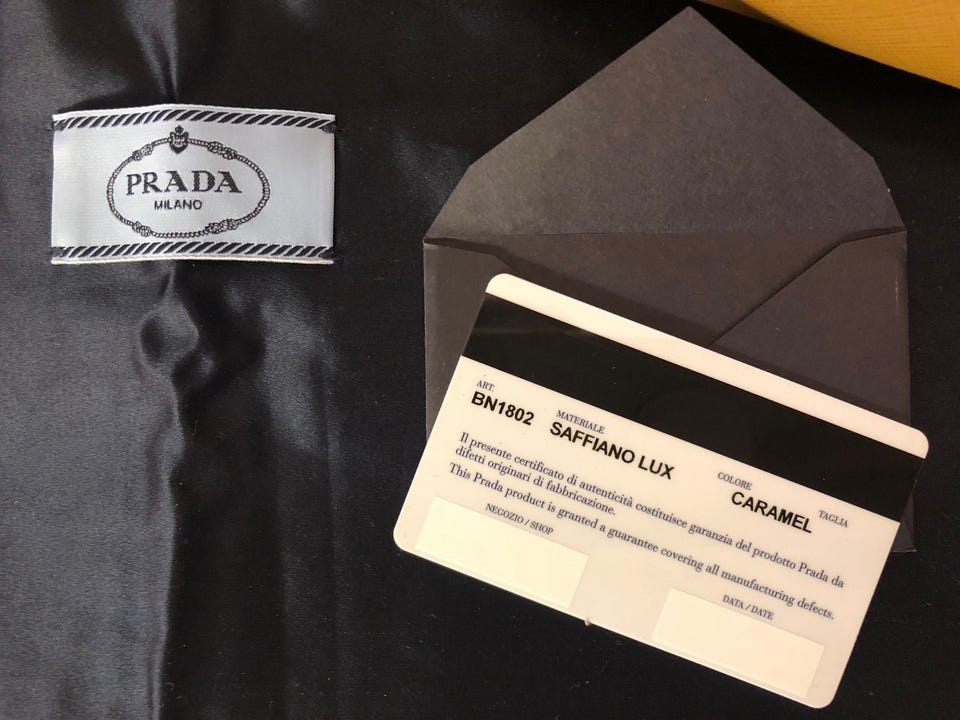 PRADA
MILANO
ART.
BN1802
MATERIALE
SAFFIANO LUX
COLORE
CARAMEL
TAGLIA
Il presente certificato di autenticità costituisce garanzia del prodotto Prada da
difetti originari di fabbricazione.
This Prada product is granted a guarantee covering all manufacturing defects.
NEGOZIO / SHOP
DATA / DATE